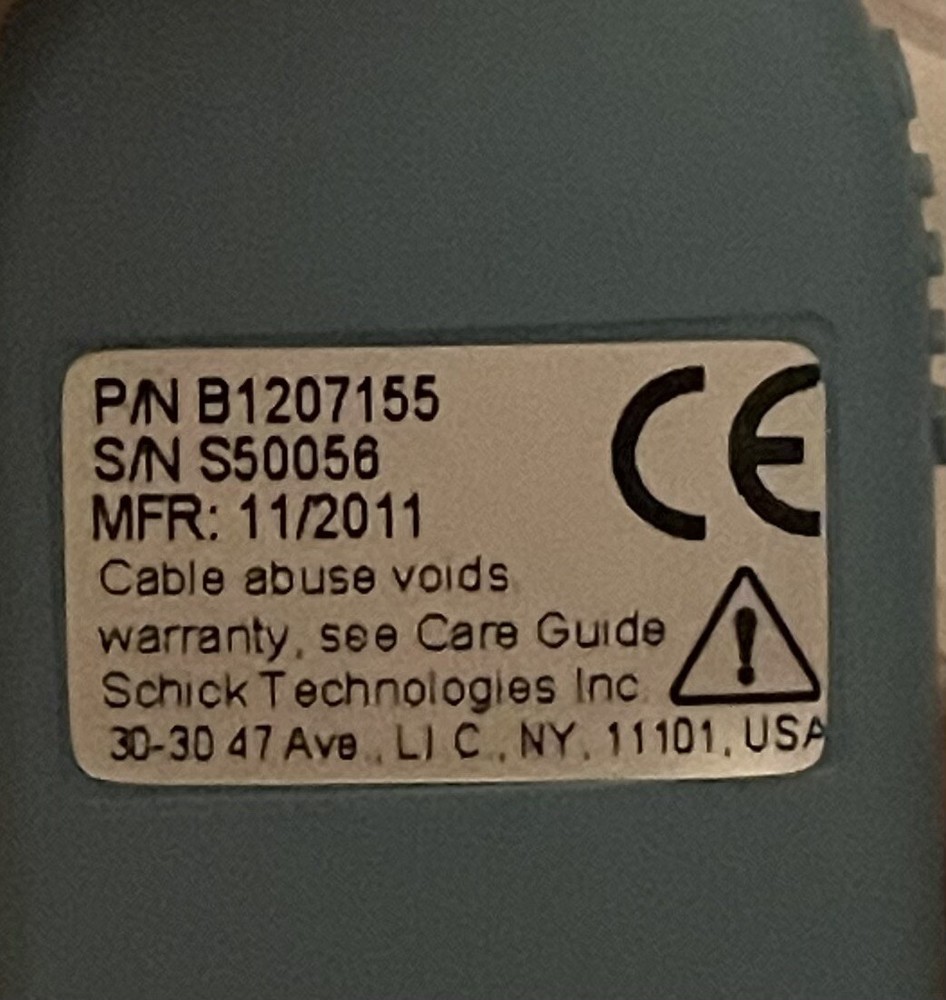 P/N B1207155
S/N S50056
MFR: 11/2011
Cable abuse voids
warranty, see Care Guide
Schick Technologies Inc.
30-30 47 Ave., L.I.C., NY, 11101, USA
CE